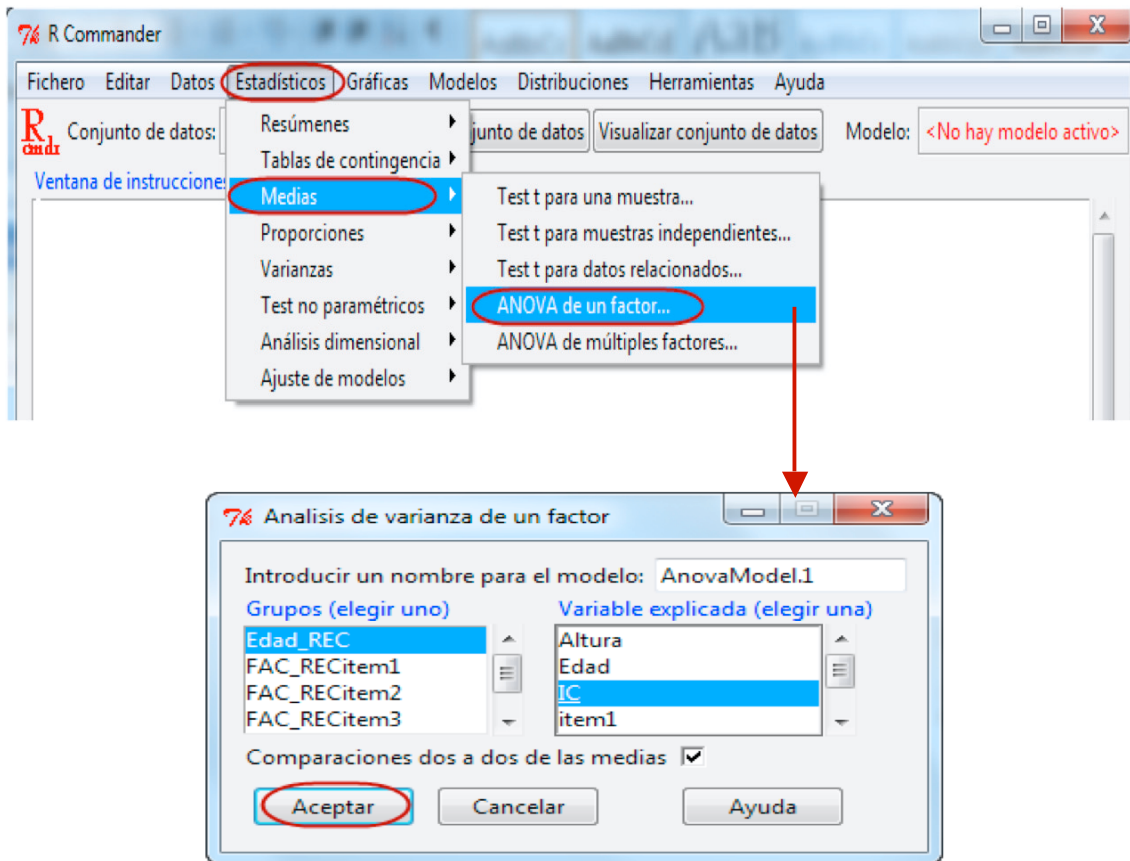 R Commander
Fichero Editar Datos Estadísticos Gráficas Modelos Distribuciones Herramientas Ayuda
Rcmdr Conjunto de datos: junto de datos Visualizar conjunto de datos Modelo: <No hay modelo activo>
Ventana de instrucciones
Resúmenes
Tablas de contingencia
Medias
Proporciones
Varianzas
Test no paramétricos
Análisis dimensional
Ajuste de modelos
Test t para una muestra...
Test t para muestras independientes...
Test t para datos relacionados...
ANOVA de un factor...
ANOVA de múltiples factores...
Analisis de varianza de un factor
Introducir un nombre para el modelo: AnovaModel.1
Grupos (elegir uno) Variable explicada (elegir una)
Edad_REC Altura
FAC_RECitem1 Edad
FAC_RECitem2 IC
FAC_RECitem3 item1
Comparaciones dos a dos de las medias
Aceptar Cancelar Ayuda